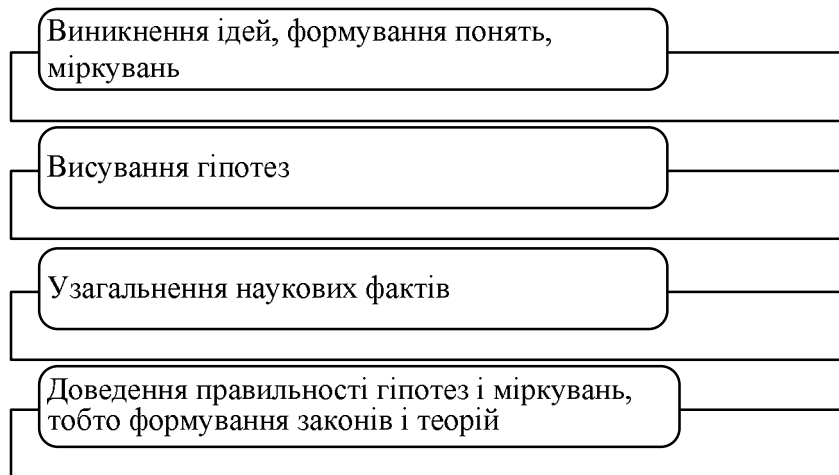 Виникнення ідей, формування понять,
міркувань
Висування гіпотез
Узагальнення наукових фактів
Доведення правильності гіпотез і міркувань,
тобто формування законів і теорій